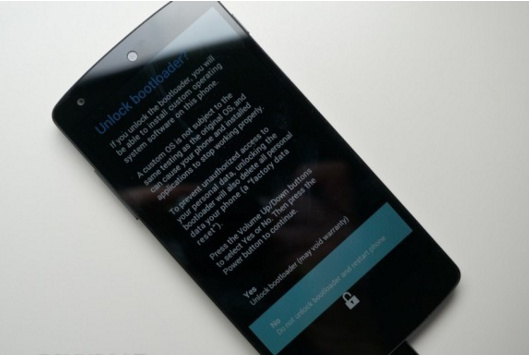 Unlock bootloader?
If you unlock the bootloader, you will
be able to install custom operating
system software on this phone.
A custom OS is not subject to the
same testing as the original OS, and
can cause your phone and installed
applications to stop working properly.
To prevent unauthorized access to
your personal data, unlocking the
bootloader will also delete all personal
data your phone (a "factory data
reset").
Press the Volume Up/Down buttons
to select Yes or No. Then press the
Power button to continue.
Yes
Unlock bootloader (may void warranty)
No
Do not unlock bootloader and restart phone